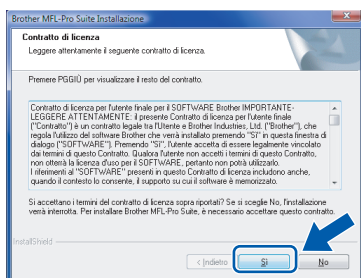 Brother MFL-Pro Suite Installazione
Contratto di licenza
Leggere attentamente il seguente contratto di licenza.
Premere PGGIÙ per visualizzare il resto del contratto.
Contratto di licenza per l'utente finale per il SOFTWARE Brother IMPORTANTE-
LEGGERE ATTENTAMENTE: il presente Contratto di licenza per l'utente finale
("Contratto") è un contratto legale tra l'Utente e Brother Industries, Ltd. ("Brother"), che
regola l'utilizzo del software Brother che verrà installato premendo "Sì" in questa finestra di
dialogo ("SOFTWARE"). Premendo "Sì", l'utente accetta di essere legalmente vincolato
dai termini di questo Contratto. Qualora l'utente non accetti i termini di questo Contratto,
non otterrà la licenza d'uso per il SOFTWARE, pertanto non potrà utilizzarlo.
I riferimenti al "SOFTWARE" presenti in questo Contratto di licenza includono anche,
quando il contesto lo consente, il supporto su cui il software è memorizzato.
Si accettano i termini del contratto di licenza sopra riportati? Se si sceglie No, l'installazione
verrà interrotta. Per installare Brother MFL-Pro Suite, è necessario accettare questo contratto.
InstallShield
< Indietro
Sì
No